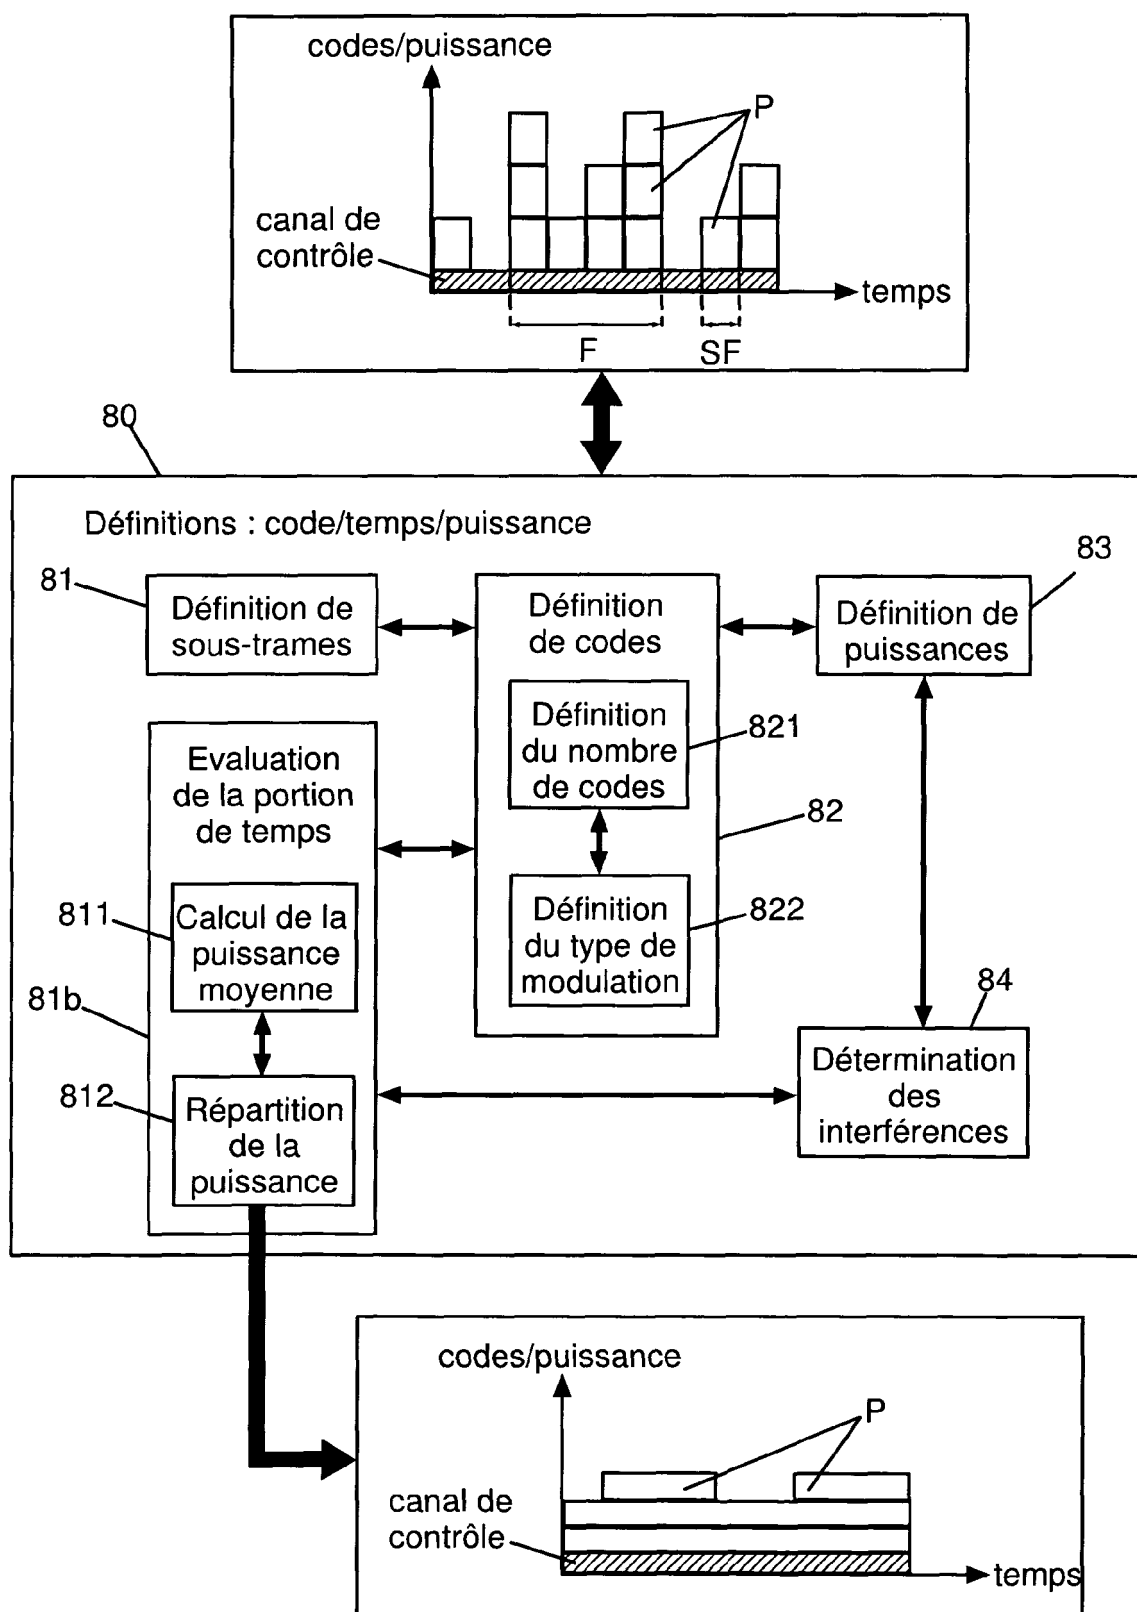 codes/puissance
P
canal de
contrôle
temps
F
SF
80
Définitions : code/temps/puissance
81
Définition de
sous-trames
Définition
de codes
83
Définition de
puissances
Définition
du nombre
de codes
821
Evaluation
de la portion
de temps
82
811
Calcul de la
puissance
moyenne
Définition
du type de
modulation
822
81b
84
Détermination
des
interférences
812
Répartition
de la
puissance
codes/puissance
P
canal de
contrôle
temps